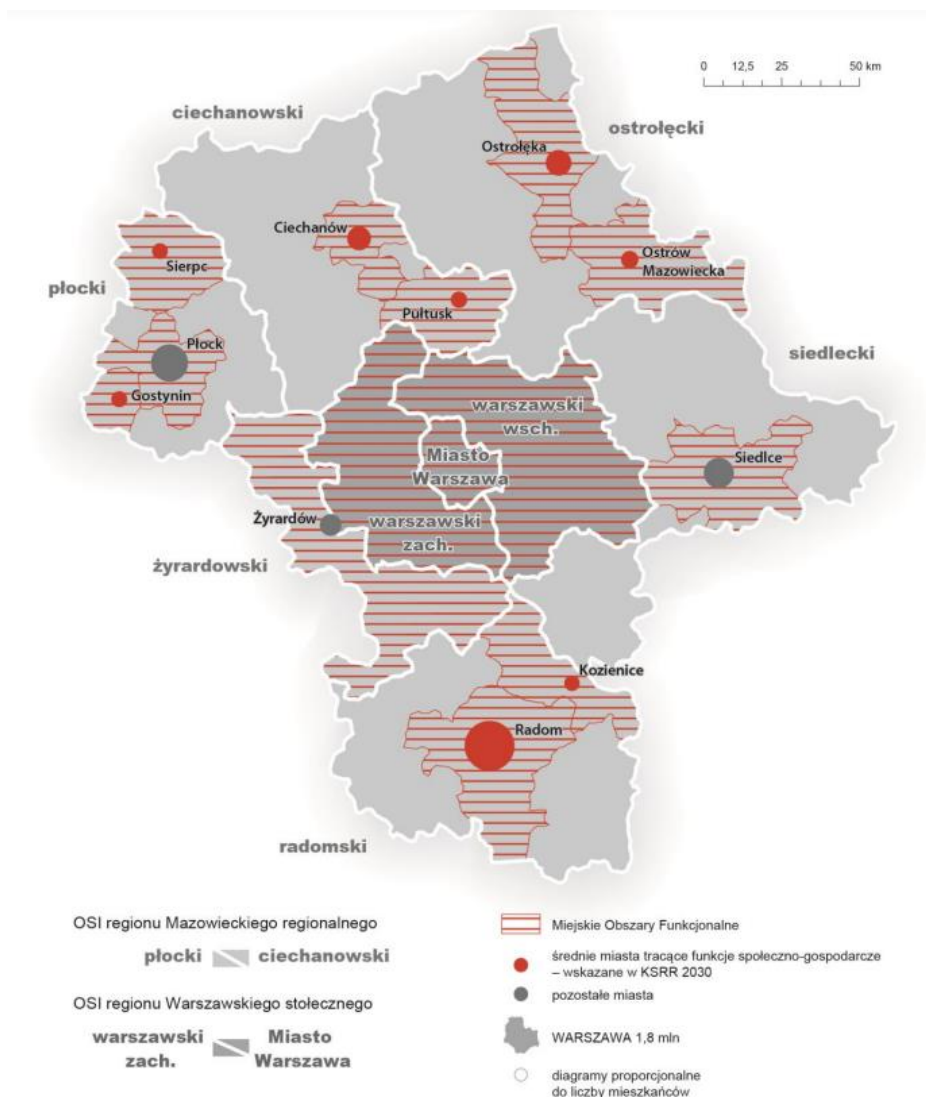 0 12,5 25 50 km
ciechanowski
ostrołęcki
Ostrołęka
Ciechanów
Sierpc
Ostrów
Mazowiecka
płocki
Pułtusk
Płock
siedlecki
Gostynin
warszawski
wsch.
Miasto
Warszawa
Siedlce
Żyrardów
warszawski
zach.
żyrardowski
Kozienice
Radom
radomski
OSI regionu Mazowieckiego regionalnego
płocki ciechanowski
OSI regionu Warszawskiego stołecznego
warszawski
zach.
Miasto
Warszawa
Miejskie Obszary Funkcjonalne
średnie miasta tracące funkcje społeczno-gospodarcze
– wskazane w KSRR 2030
pozostałe miasta
WARSZAWA 1,8 mln
diagramy proporcjonalne
do liczby mieszkańców